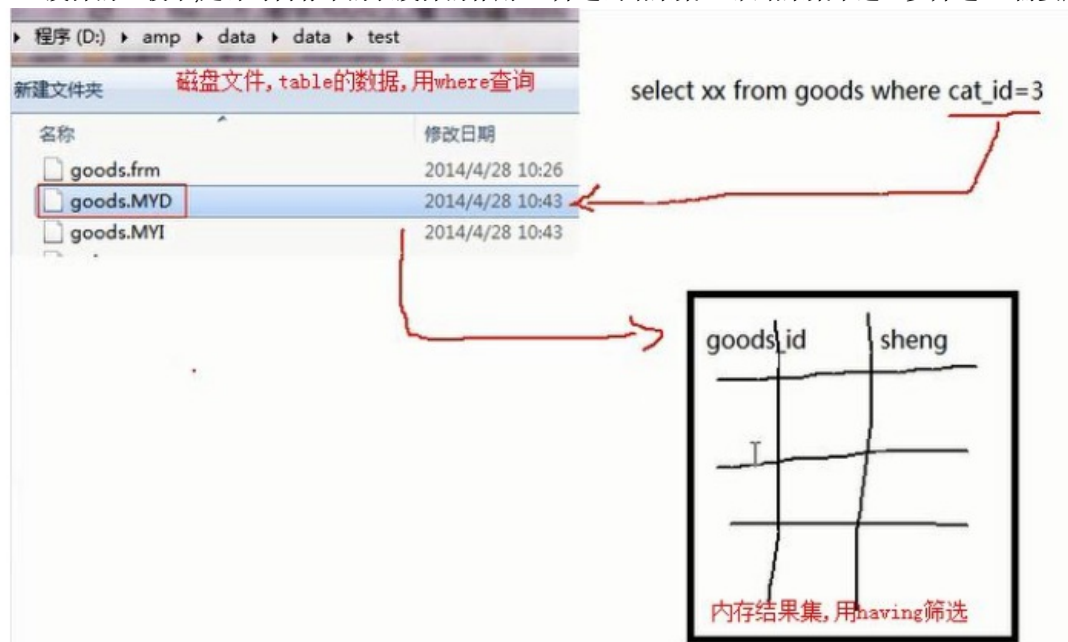 程序 (D:) ▸ amp ▸ data ▸ data ▸ test
新建文件夹
磁盘文件,table的数据,用where查询
select xx from goods where cat_id=3
名称 修改日期
goods.frm 2014/4/28 10:26
goods.MYD 2014/4/28 10:43
goods.MYI 2014/4/28 10:43
goods_id sheng
内存结果集,用having筛选